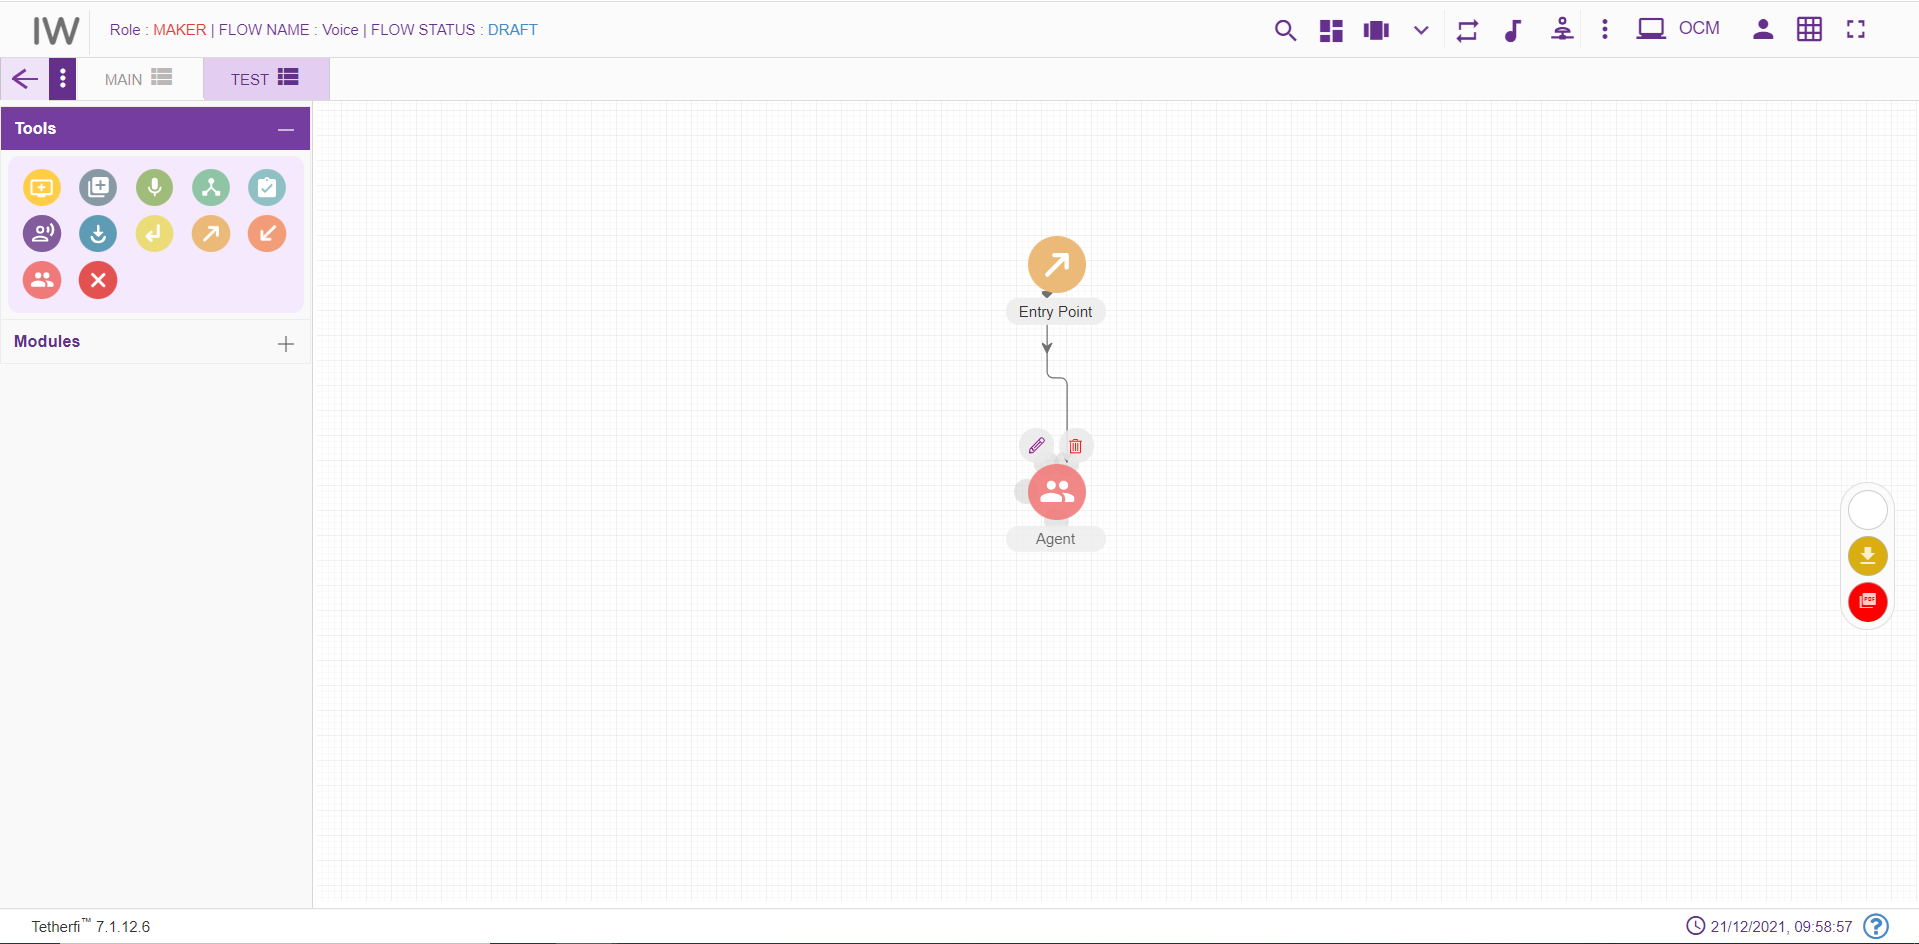 IW
Role : MAKER | FLOW NAME : Voice | FLOW STATUS : DRAFT
OCM
MAIN
TEST
Tools
Modules
Entry Point
Agent
PDF
Tetherfi™ 7.1.12.6
21/12/2021, 09:58:57
?